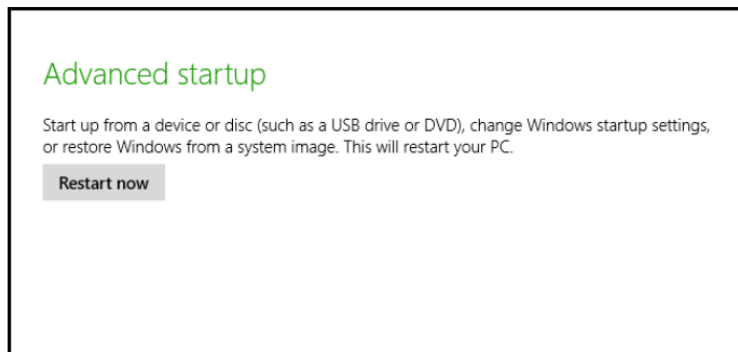 Advanced startup
Start up from a device or disc (such as a USB drive or DVD), change Windows startup settings,
or restore Windows from a system image. This will restart your PC.
Restart now